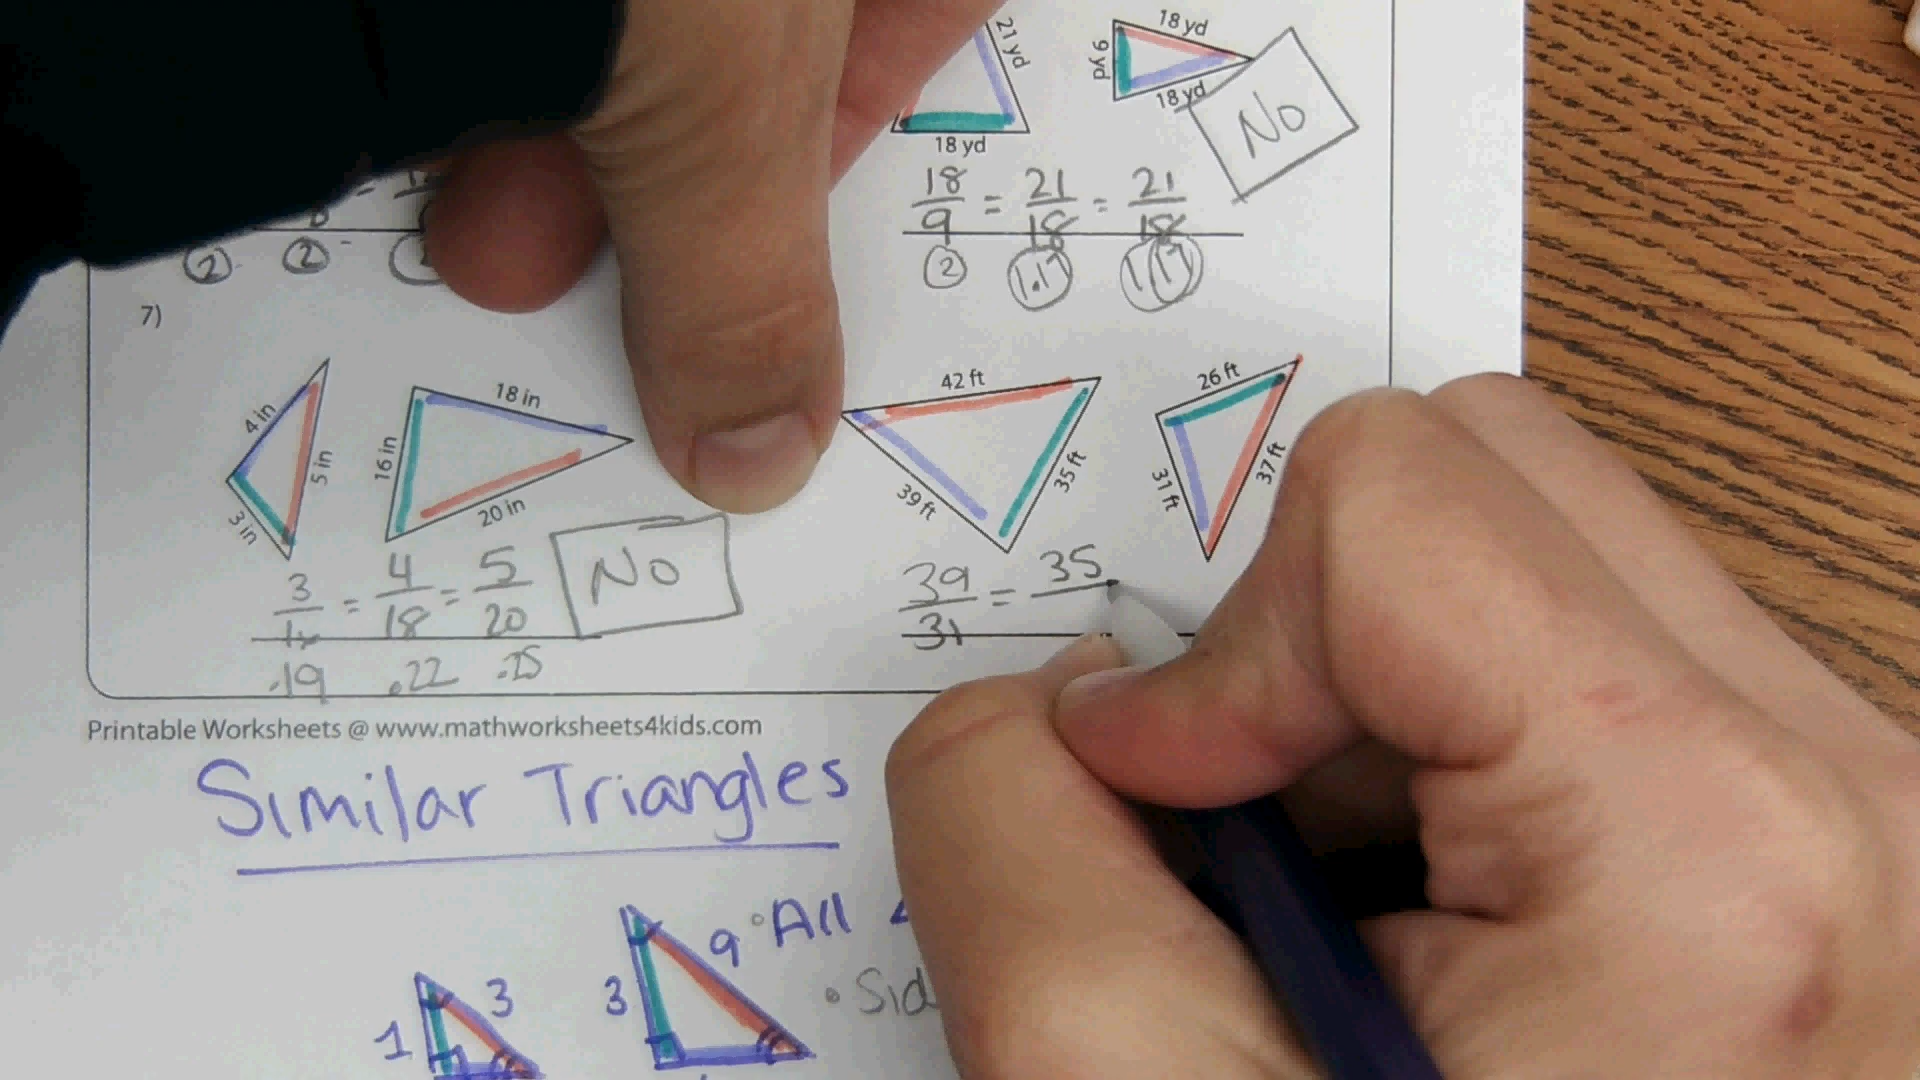 21 yd
18 yd
18 yd
9 yd
18 yd
No
18/9 = 21/18 = 21/18
2 1.17 1.17
2 2
7)
4 in
5 in
3 in
18 in
16 in
20 in
3/16 = 4/18 = 5/20
.19 .22 .25
No
42 ft
39 ft
35 ft
26 ft
31 ft
37 ft
39/31 = 35
Printable Worksheets @ www.mathworksheets4kids.com
Similar Triangles
1 3
3 9
• All
• Sid